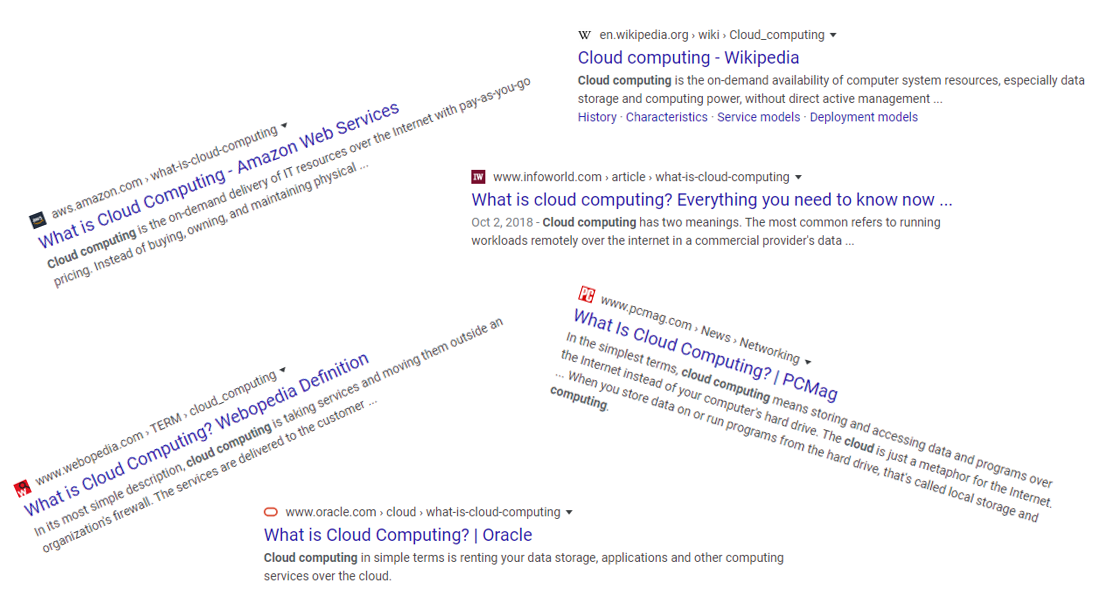 en.wikipedia.org › wiki › Cloud_computing
Cloud computing - Wikipedia
Cloud computing is the on-demand availability of computer system resources, especially data
storage and computing power, without direct active management ...
History · Characteristics · Service models · Deployment models
aws.amazon.com › what-is-cloud-computing
What is Cloud Computing - Amazon Web Services
Cloud computing is the on-demand delivery of IT resources over the Internet with pay-as-you-go
pricing. Instead of buying, owning, and maintaining physical ...
IW www.infoworld.com › article › what-is-cloud-computing
What is cloud computing? Everything you need to know now ...
Oct 2, 2018 - Cloud computing has two meanings. The most common refers to running
workloads remotely over the internet in a commercial provider's data ...
PC www.pcmag.com › News › Networking
What Is Cloud Computing? | PCMag
In the simplest terms, cloud computing means storing and accessing data and programs over
the Internet instead of your computer's hard drive. The cloud is just a metaphor for the Internet.
... When you store data on or run programs from the hard drive, that's called local storage and
computing.
www.webopedia.com › TERM › cloud_computing
What is Cloud Computing? Webopedia Definition
In its most simple description, cloud computing is taking services and moving them outside an
organization's firewall. The services are delivered to the customer ...
www.oracle.com › cloud › what-is-cloud-computing
What is Cloud Computing? | Oracle
Cloud computing in simple terms is renting your data storage, applications and other computing
services over the cloud.